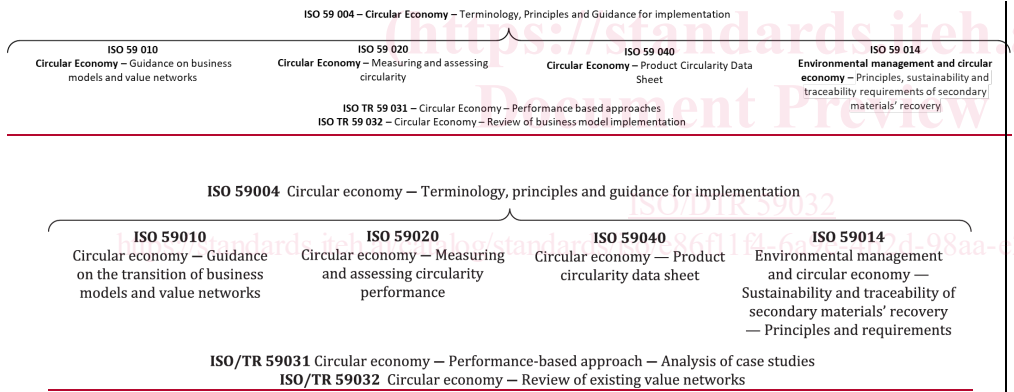 ISO 59 004 – Circular Economy – Terminology, Principles and Guidance for implementation
ISO 59 010
Circular Economy – Guidance on business
models and value networks
ISO 59 020
Circular Economy – Measuring and assessing
circularity
ISO 59 040
Circular Economy – Product Circularity Data
Sheet
ISO 59 014
Environmental management and circular
economy – Principles, sustainability and
traceability requirements of secondary
materials' recovery
ISO TR 59 031 – Circular Economy – Performance based approaches
ISO TR 59 032 – Circular Economy – Review of business model implementation
https://standards.iteh.
Document Preview
ISO 59004 Circular economy — Terminology, principles and guidance for implementation
ISO/DTR 59032
ISO 59010
Circular economy — Guidance
on the transition of business
models and value networks
ISO 59020
Circular economy — Measuring
and assessing circularity
performance
ISO 59040
Circular economy — Product
circularity data sheet
ISO 59014
Environmental management
and circular economy —
Sustainability and traceability of
secondary materials' recovery
— Principles and requirements
ISO/TR 59031 Circular economy — Performance-based approach — Analysis of case studies
ISO/TR 59032 Circular economy — Review of existing value networks